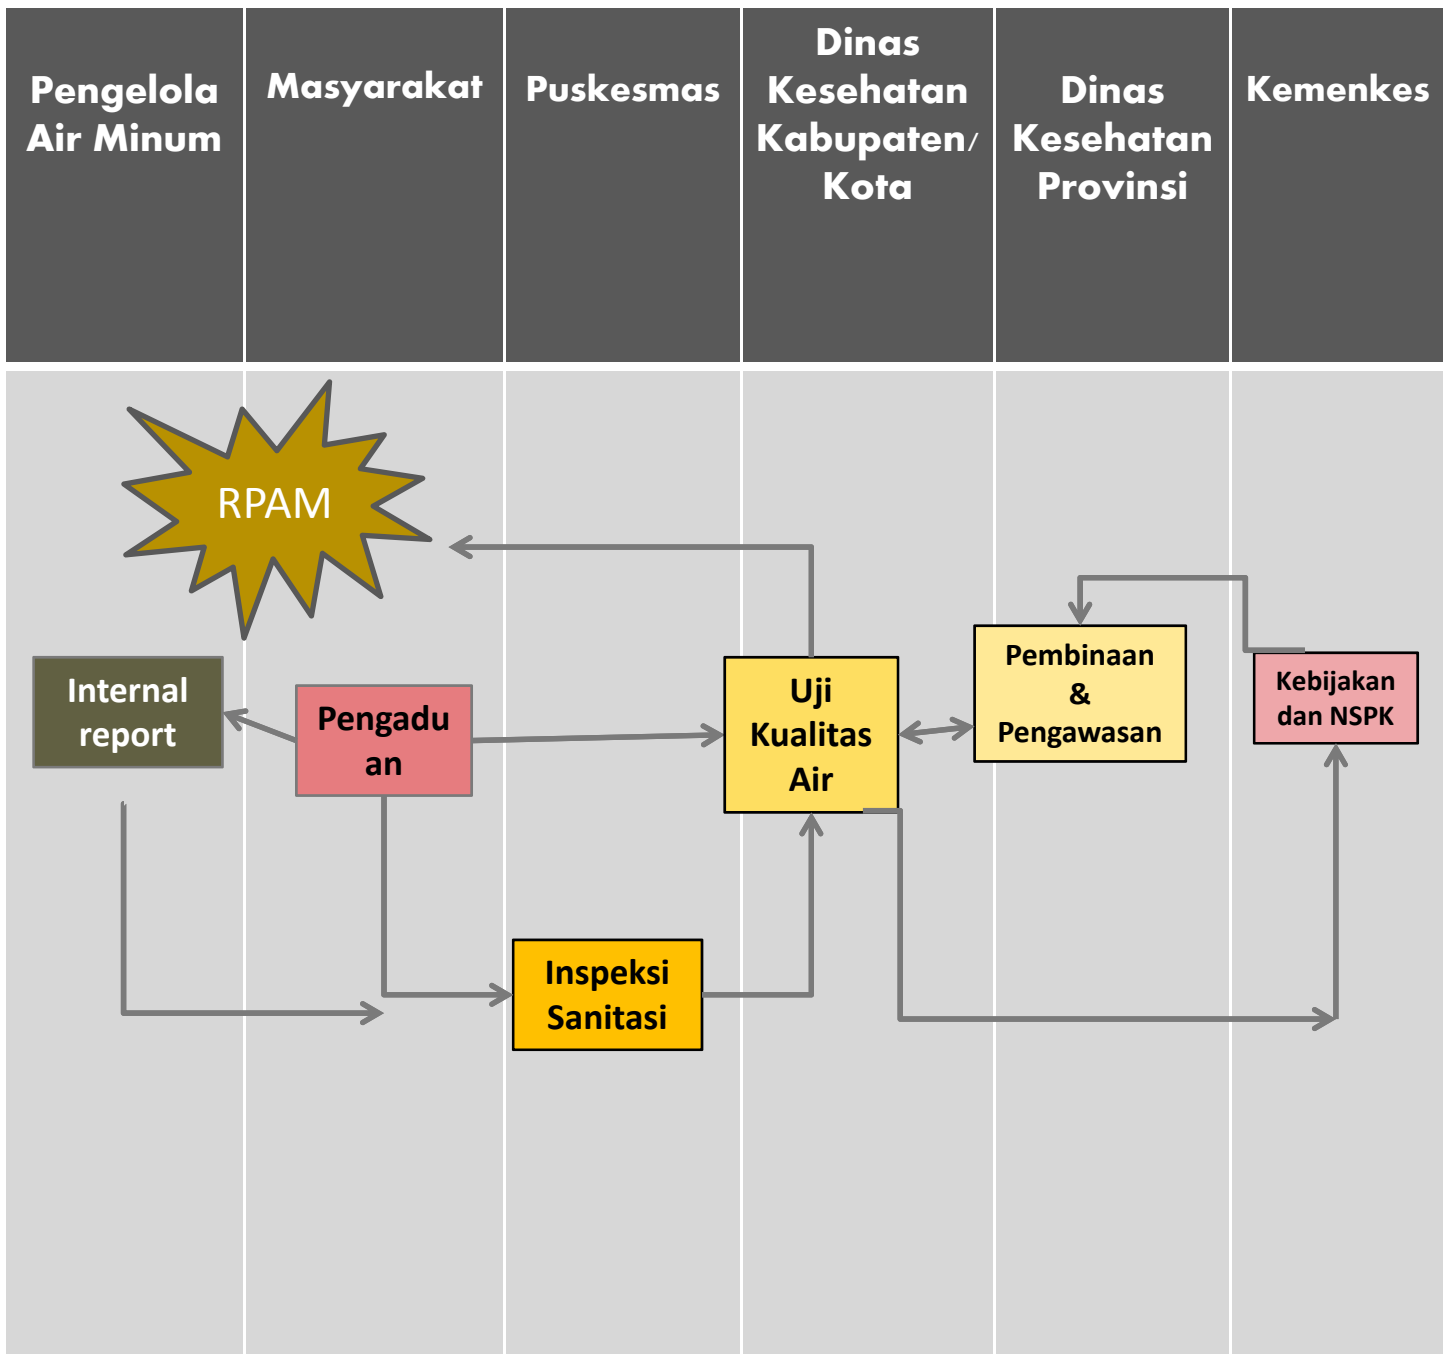 Pengelola
Air Minum
Masyarakat
Puskesmas
Dinas
Kesehatan
Kabupaten/
Kota
Dinas
Kesehatan
Provinsi
Kemenkes
RPAM
Internal
report
Pengadu
an
Uji
Kualitas
Air
Pembinaan
&
Pengawasan
Kebijakan
dan NSPK
Inspeksi
Sanitasi